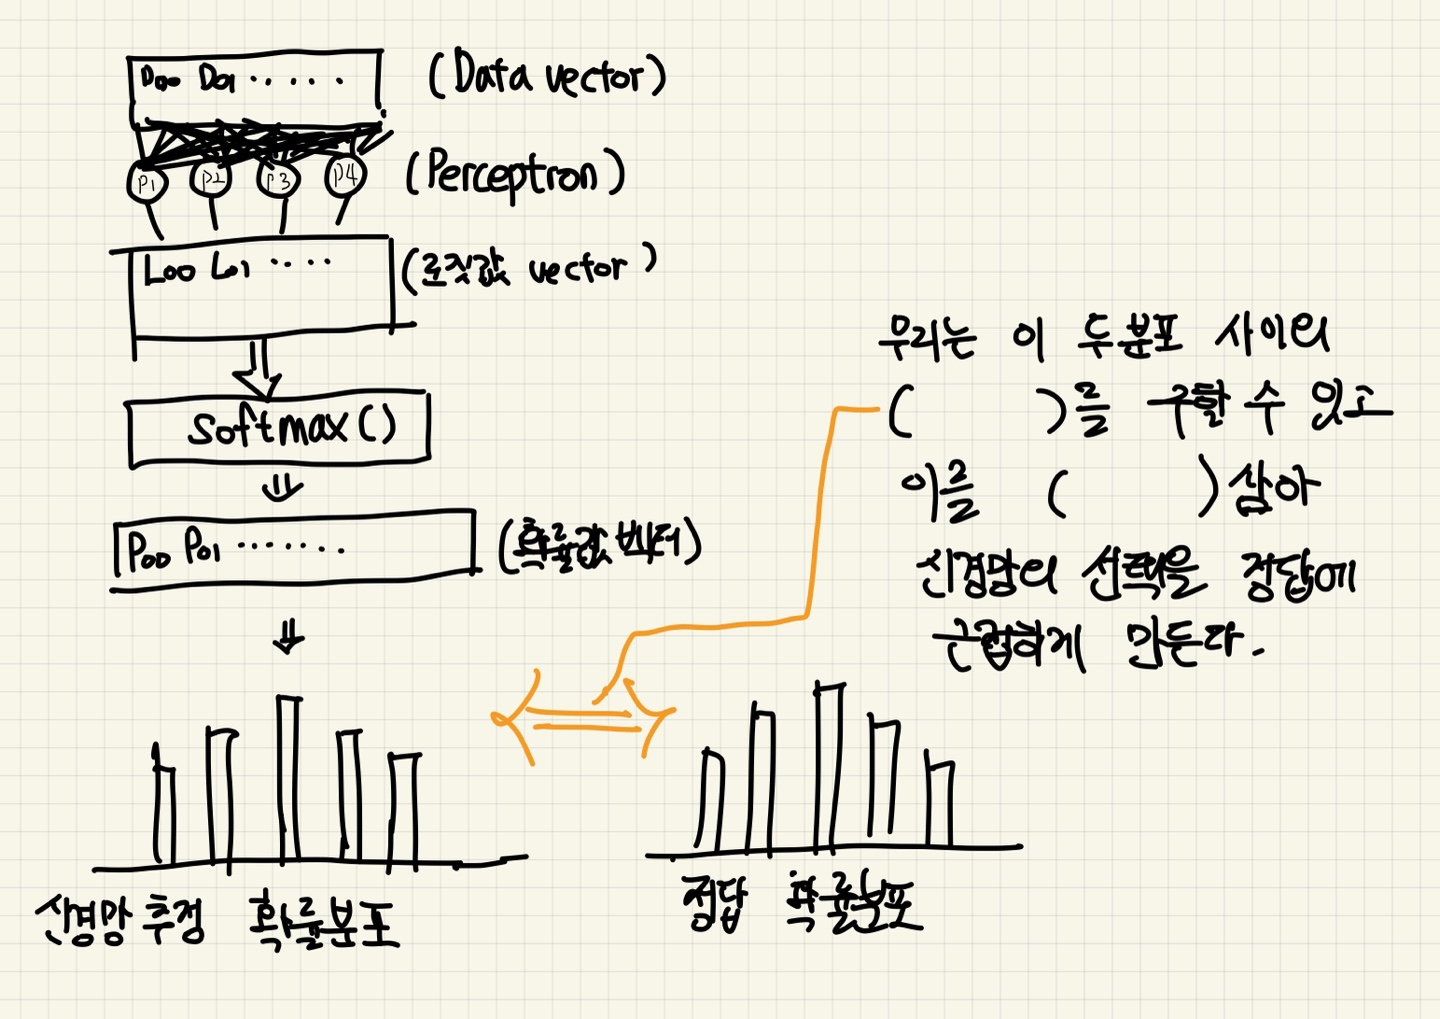 D00 D01 ·····
(Data vector)
P1 P2 P3 P4
(Perceptron)
L00 L01 ····
(로짓값 vector)
softmax()
P00 P01 ·······
(확률값 벡터)
우리는 이 두 분포 사이의
( )를 구할 수 있고
이를 ( )삼아
신경망의 선택을 정답에
근접하게 만든다.
신경망 추정 확률분포
정답 확률분포